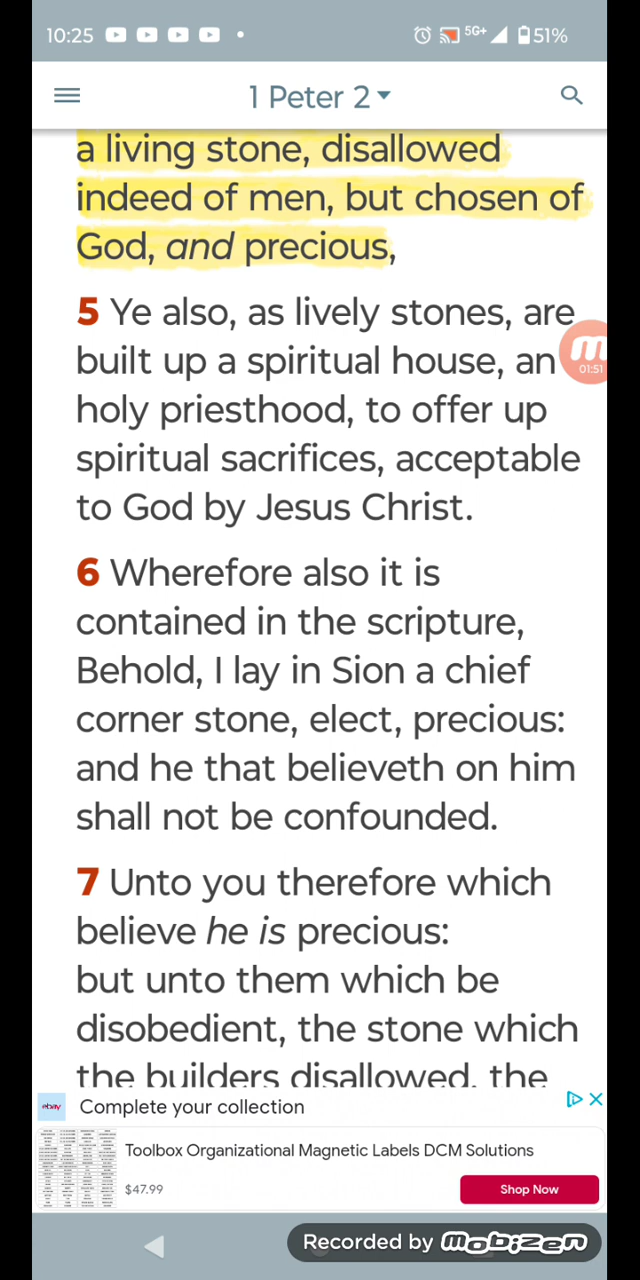 10:25 5G+ 51%
1 Peter 2
a living stone, disallowed
indeed of men, but chosen of
God, and precious,
5 Ye also, as lively stones, are
built up a spiritual house, an
01:51
holy priesthood, to offer up
spiritual sacrifices, acceptable
to God by Jesus Christ.
6 Wherefore also it is
contained in the scripture,
Behold, I lay in Sion a chief
corner stone, elect, precious:
and he that believeth on him
shall not be confounded.
7 Unto you therefore which
believe he is precious:
but unto them which be
disobedient, the stone which
the builders disallowed, the
ebay Complete your collection
Toolbox Organizational Magnetic Labels DCM Solutions
$47.99 Shop Now
Recorded by mobizen